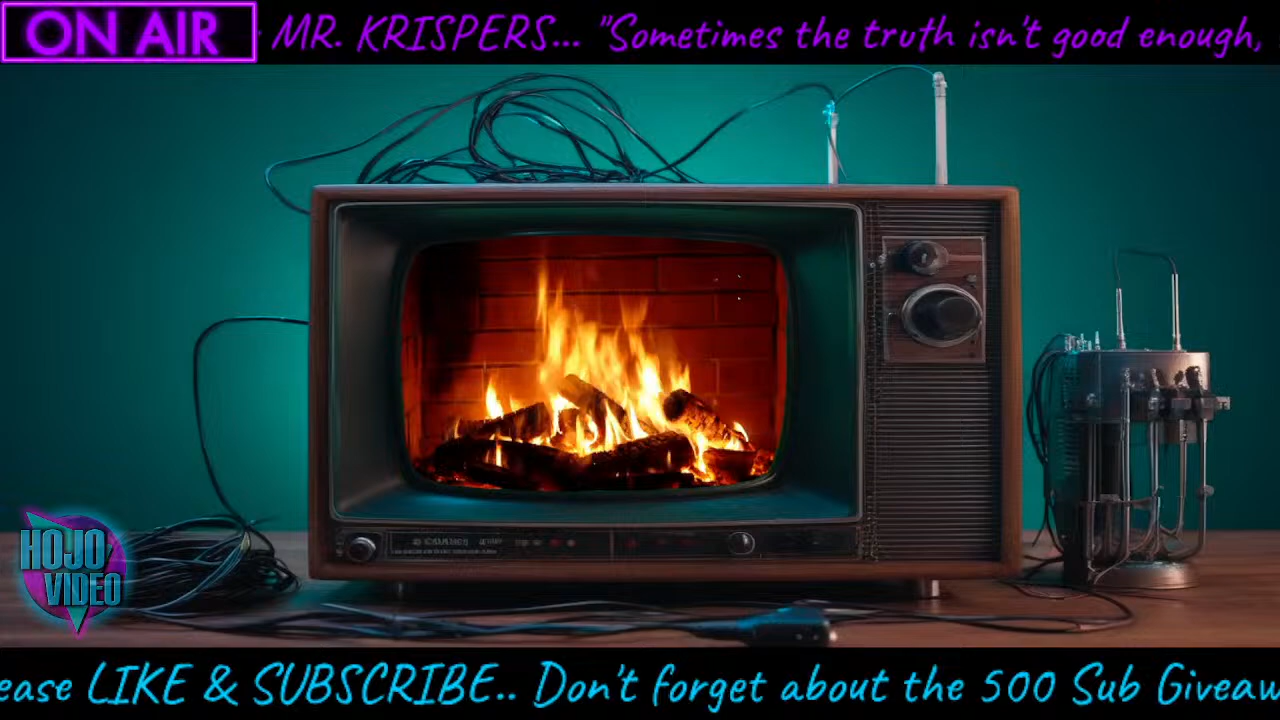 ON AIR
MR. KRISPERS... "Sometimes the truth isn't good enough,
HOJO
VIDEO
ease LIKE & SUBSCRIBE.. Don't forget about the 500 Sub Giveaw